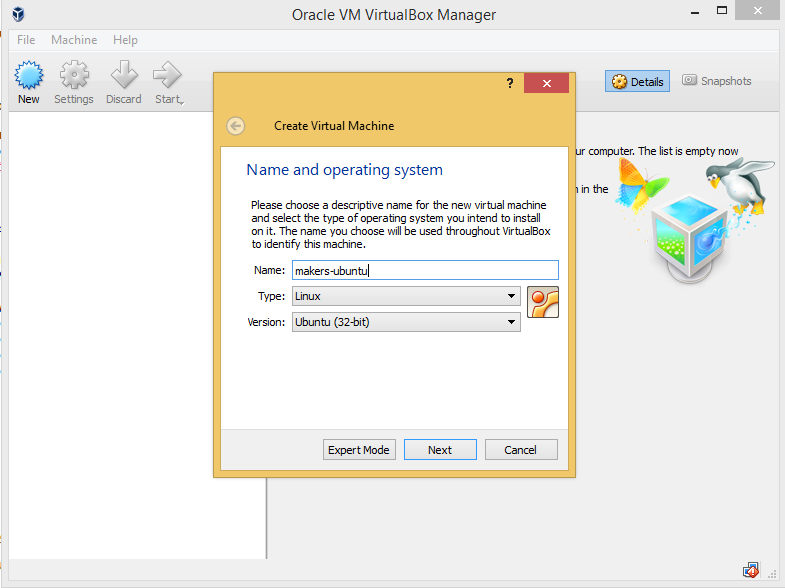 Oracle VM VirtualBox Manager
File Machine Help
New Settings Discard Start
Details Snapshots
?
Create Virtual Machine
ur computer. The list is empty now
n in the
Name and operating system
Please choose a descriptive name for the new virtual machine
and select the type of operating system you intend to install
on it. The name you choose will be used throughout VirtualBox
to identify this machine.
Name: makers-ubuntu
Type: Linux
Version: Ubuntu (32-bit)
Expert Mode Next Cancel